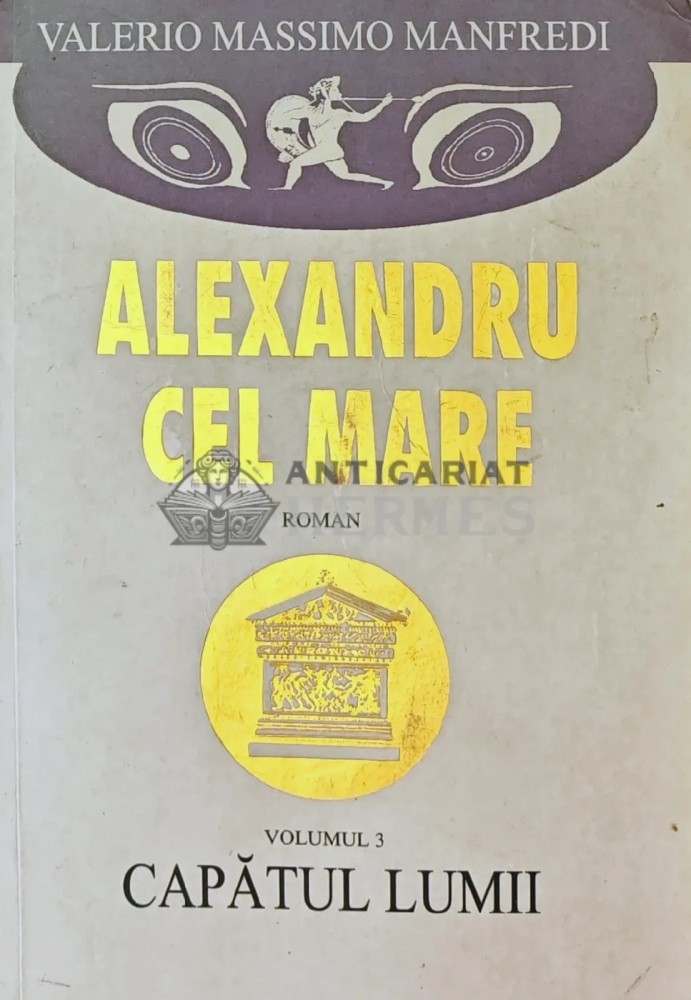 VALERIO MASSIMO MANFREDI
ALEXANDRU
CEL MARE
ANTICARIAT
HERMES
ROMAN
VOLUMUL 3
CAPĂTUL LUMII